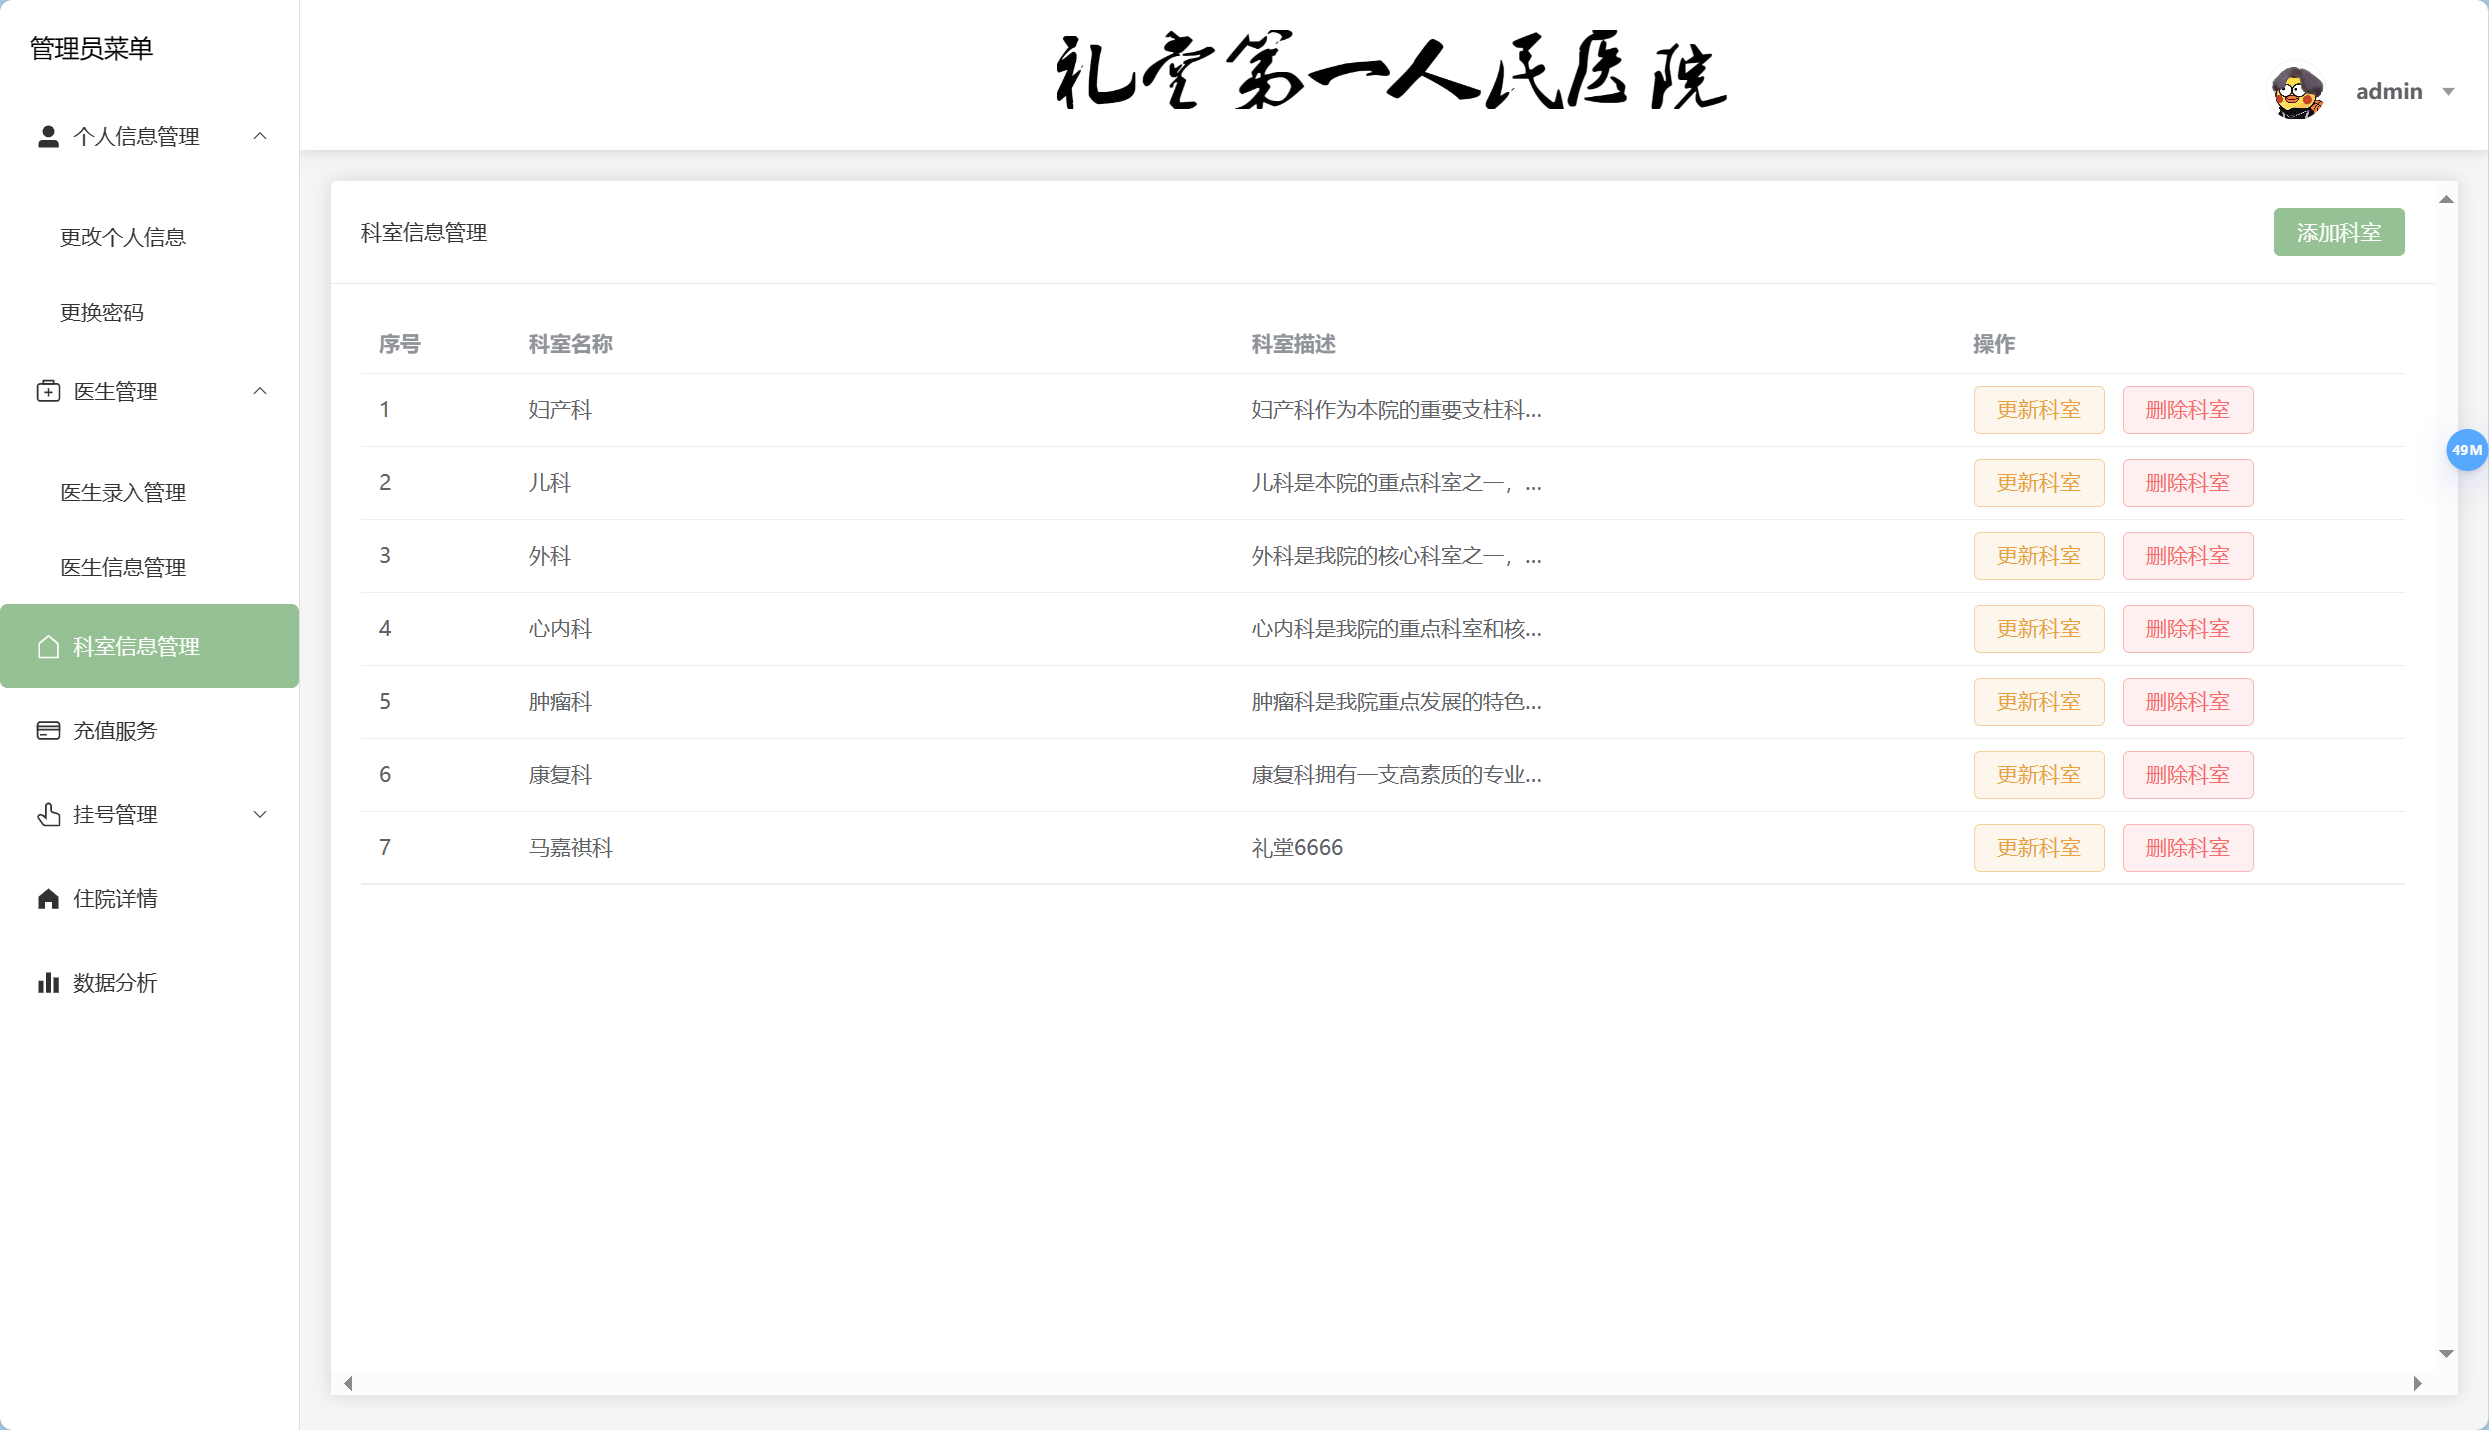 管理员菜单
个人信息管理
更改个人信息
更换密码
医生管理
医生录入管理
医生信息管理
科室信息管理
充值服务
挂号管理
住院详情
数据分析
礼堂第一人民医院
admin
科室信息管理 添加科室
序号 科室名称 科室描述 操作
1 妇产科 妇产科作为本院的重要支柱科... 更新科室 删除科室
2 儿科 儿科是本院的重点科室之一，... 更新科室 删除科室
3 外科 外科是我院的核心科室之一，... 更新科室 删除科室
4 心内科 心内科是我院的重点科室和核... 更新科室 删除科室
5 肿瘤科 肿瘤科是我院重点发展的特色... 更新科室 删除科室
6 康复科 康复科拥有一支高素质的专业... 更新科室 删除科室
7 马嘉祺科 礼堂6666 更新科室 删除科室
49M